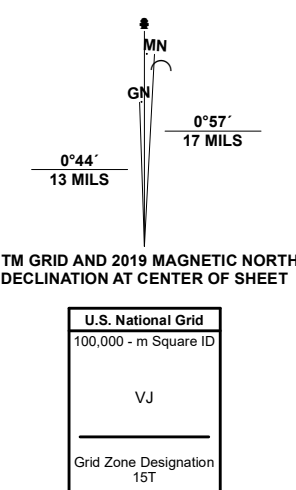 MN
GN
0°57´
17 MILS
0°44´
13 MILS
TM GRID AND 2019 MAGNETIC NORTH
DECLINATION AT CENTER OF SHEET
U.S. National Grid
100,000 - m Square ID
VJ
Grid Zone Designation
15T